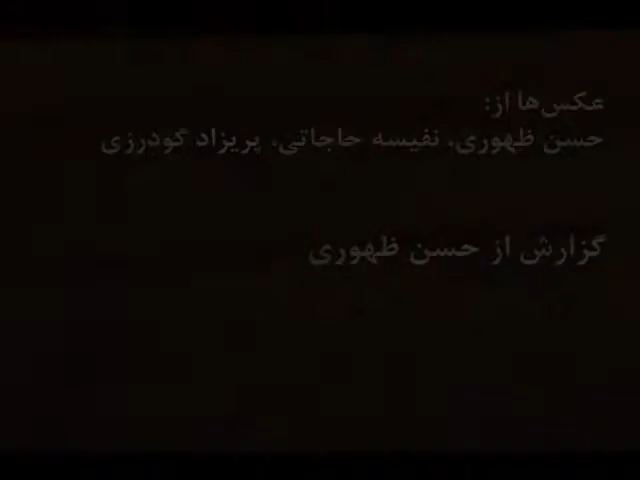 عکس‌ها از:
حسن ظهوری، نفیسه حاجاتی، پریزاد گودرزی
گزارش از حسن ظهوری